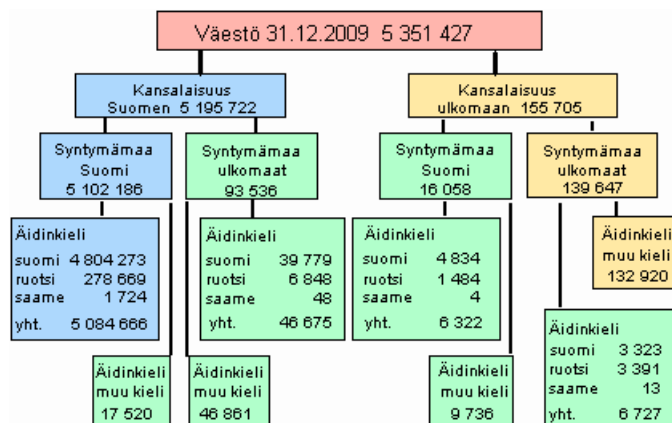 Väestö 31.12.2009 5 351 427
Kansalaisuus
Suomen 5 195 722
Kansalaisuus
ulkomaan 155 705
Syntymämaa
Suomi
5 102 186
Syntymämaa
ulkomaat
93 536
Syntymämaa
Suomi
16 058
Syntymämaa
ulkomaat
139 647
Äidinkieli
suomi 4 804 273
ruotsi 278 669
saame 1 724
yht. 5 084 666
Äidinkieli
suomi 39 779
ruotsi 6 848
saame 48
yht. 46 675
Äidinkieli
suomi 4 834
ruotsi 1 484
saame 4
yht. 6 322
Äidinkieli
muu kieli
132 920
Äidinkieli
muu kieli
17 520
Äidinkieli
muu kieli
46 861
Äidinkieli
muu kieli
9 736
Äidinkieli
suomi 3 323
ruotsi 3 391
saame 13
yht. 6 727